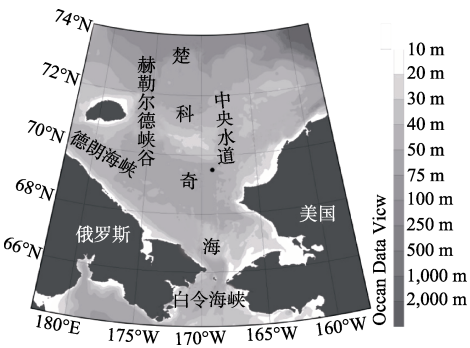 74°N
72°N
70°N
68°N
66°N
180°E
175°W
170°W
165°W
160°W
楚
科
奇
海
赫勒尔德峡谷
中央水道
德朗海峡
俄罗斯
美国
白令海峡
10 m
20 m
30 m
40 m
50 m
75 m
100 m
250 m
500 m
1,000 m
2,000 m
Occan Data View